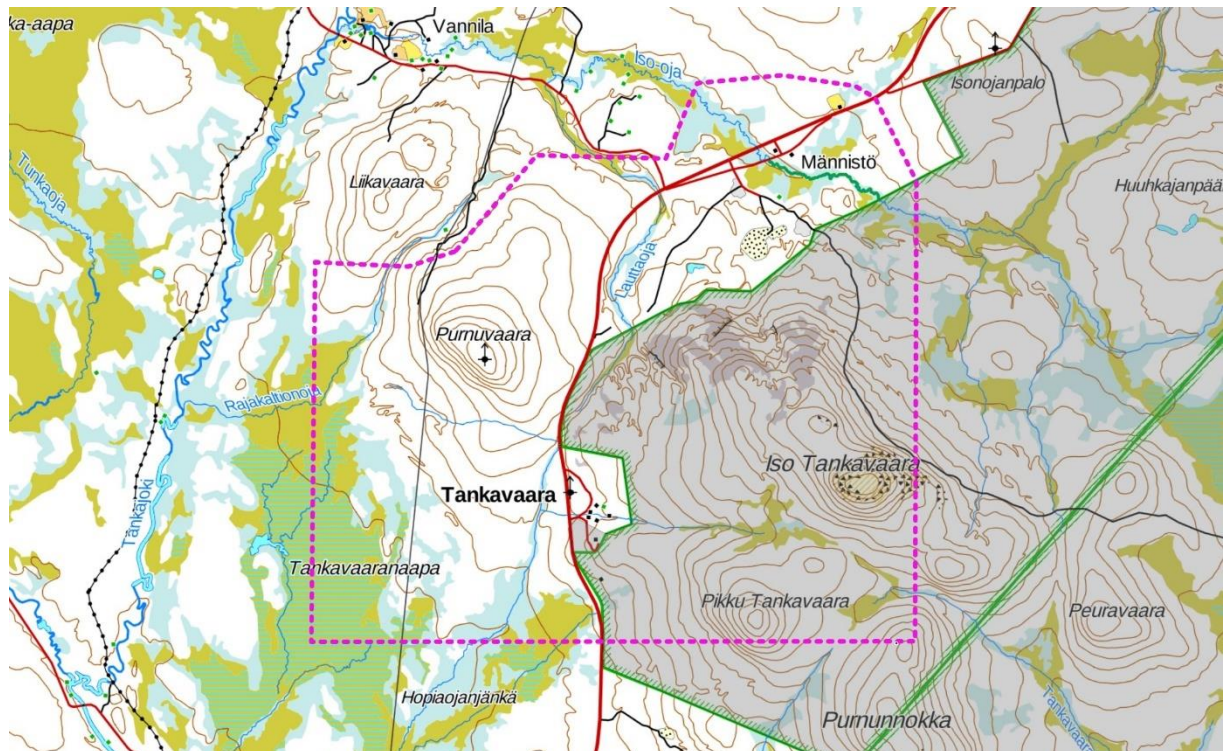 ka-aapa
Vannila
Iso-oja
Isonojanpalo
Männistö
Liikavaara
Tunkaoja
Huuhkajanpää
Lauttaoja
Purnuvaara
Rajakaltionoja
Iso Tankavaara
Tankavaara
Tankajoki
Tankavaaranaapa
Pikku Tankavaara
Peuravaara
Hopiaojanjänkä
Purnunnokka
Tankavaara